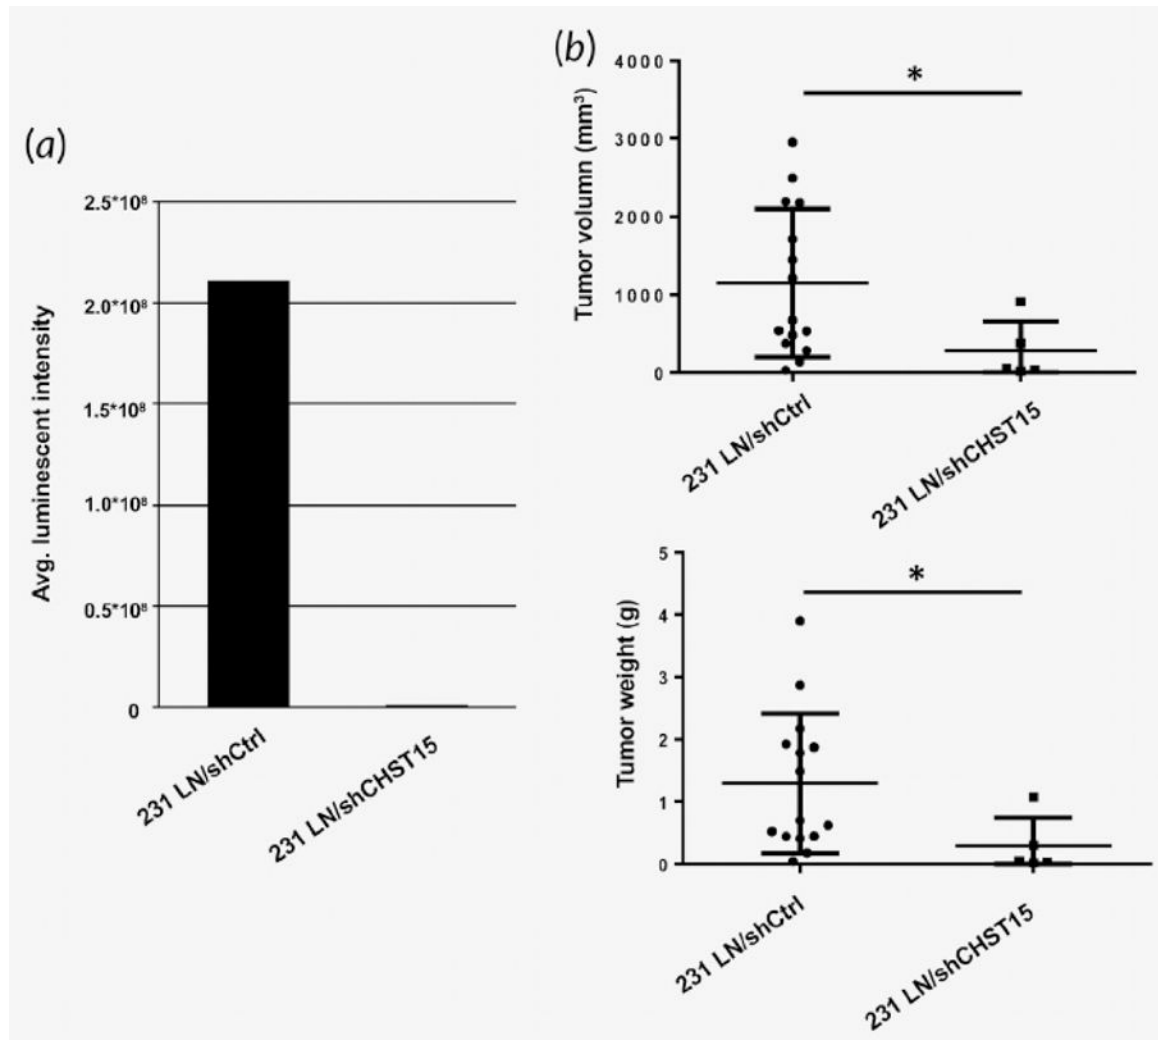 (a)
Avg. luminescent intensity
2.5*10⁸
2.0*10⁸
1.5*10⁸
1.0*10⁸
0.5*10⁸
0
231 LN/shCtrl
231 LN/shCHST15
(b)
Tumor volumn (mm³)
4000
3000
2000
1000
0
*
231 LN/shCtrl
231 LN/shCHST15
Tumor weight (g)
5
4
3
2
1
0
*
231 LN/shCtrl
231 LN/shCHST15